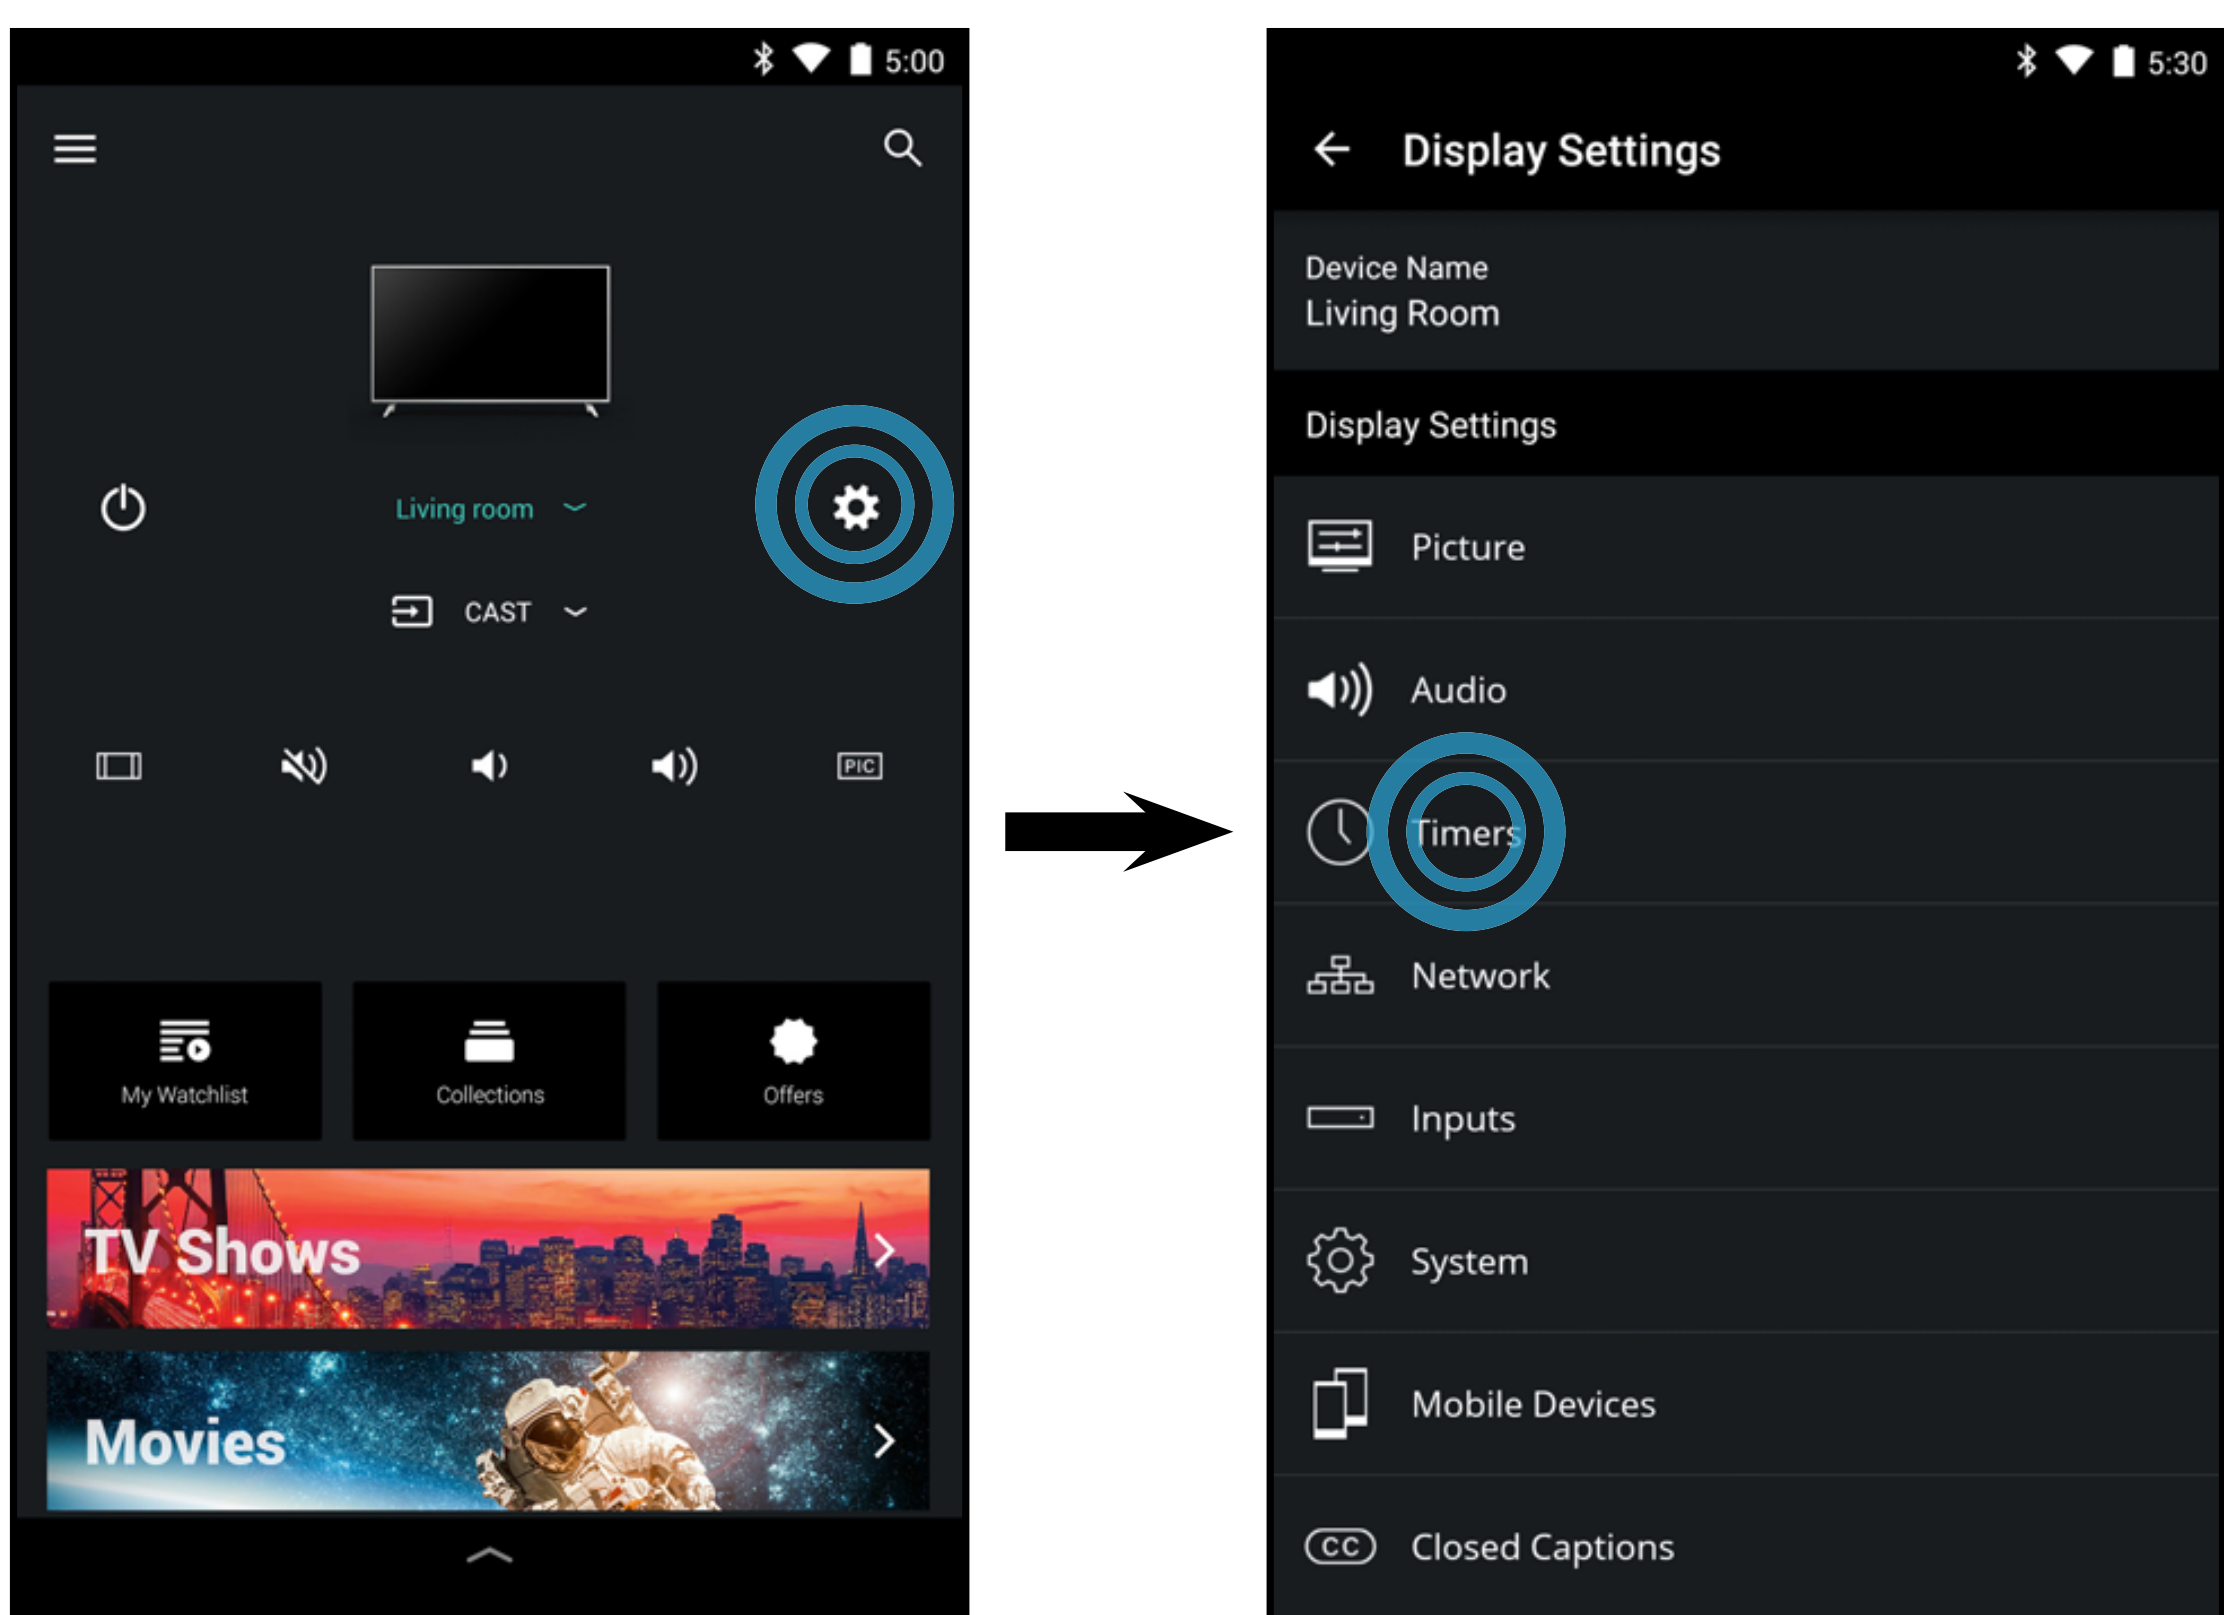 5:00
Living room
CAST
PIC
My Watchlist
Collections
Offers
TV Shows
Movies
5:30
Display Settings
Device Name
Living Room
Display Settings
Picture
Audio
Timers
Network
Inputs
System
Mobile Devices
CC Closed Captions